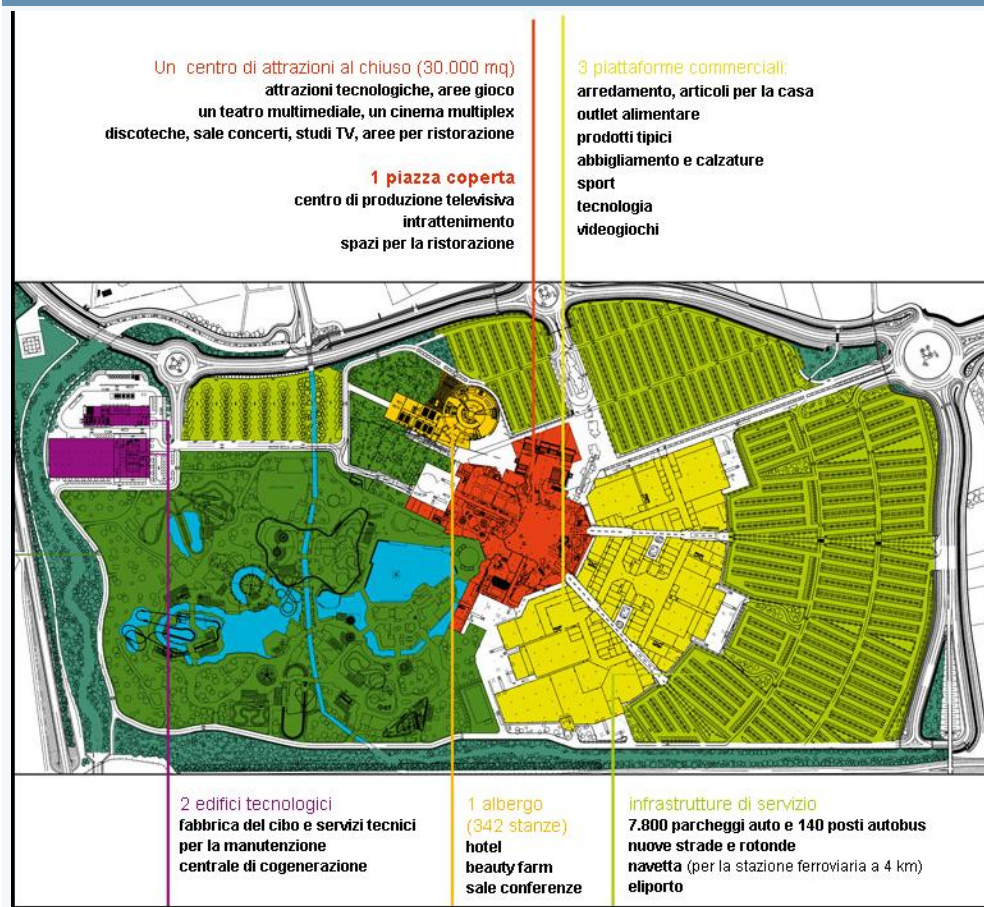 Un centro di attrazioni al chiuso (30.000 mq)
attrazioni tecnologiche, aree gioco
un teatro multimediale, un cinema multiplex
discoteche, sale concerti, studi TV, aree per ristorazione
1 piazza coperta
centro di produzione televisiva
intrattenimento
spazi per la ristorazione
3 piattaforme commerciali:
arredamento, articoli per la casa
outlet alimentare
prodotti tipici
abbigliamento e calzature
sport
tecnologia
videogiochi
2 edifici tecnologici
fabbrica del cibo e servizi tecnici
per la manutenzione
centrale di cogenerazione
1 albergo
(342 stanze)
hotel
beauty farm
sale conferenze
infrastrutture di servizio
7.800 parcheggi auto e 140 posti autobus
nuove strade e rotonde
navetta (per la stazione ferroviaria a 4 km)
eliporto